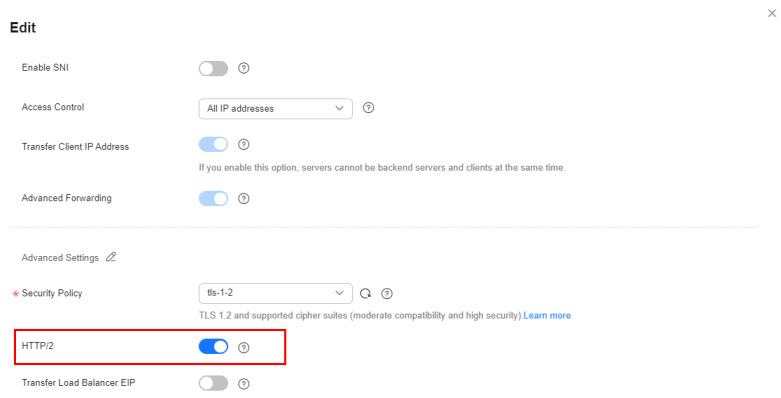 Edit
Enable SNI
Access Control All IP addresses
Transfer Client IP Address
If you enable this option, servers cannot be backend servers and clients at the same time.
Advanced Forwarding
Advanced Settings
* Security Policy tls-1-2
TLS 1.2 and supported cipher suites (moderate compatibility and high security).Learn more
HTTP/2
Transfer Load Balancer EIP